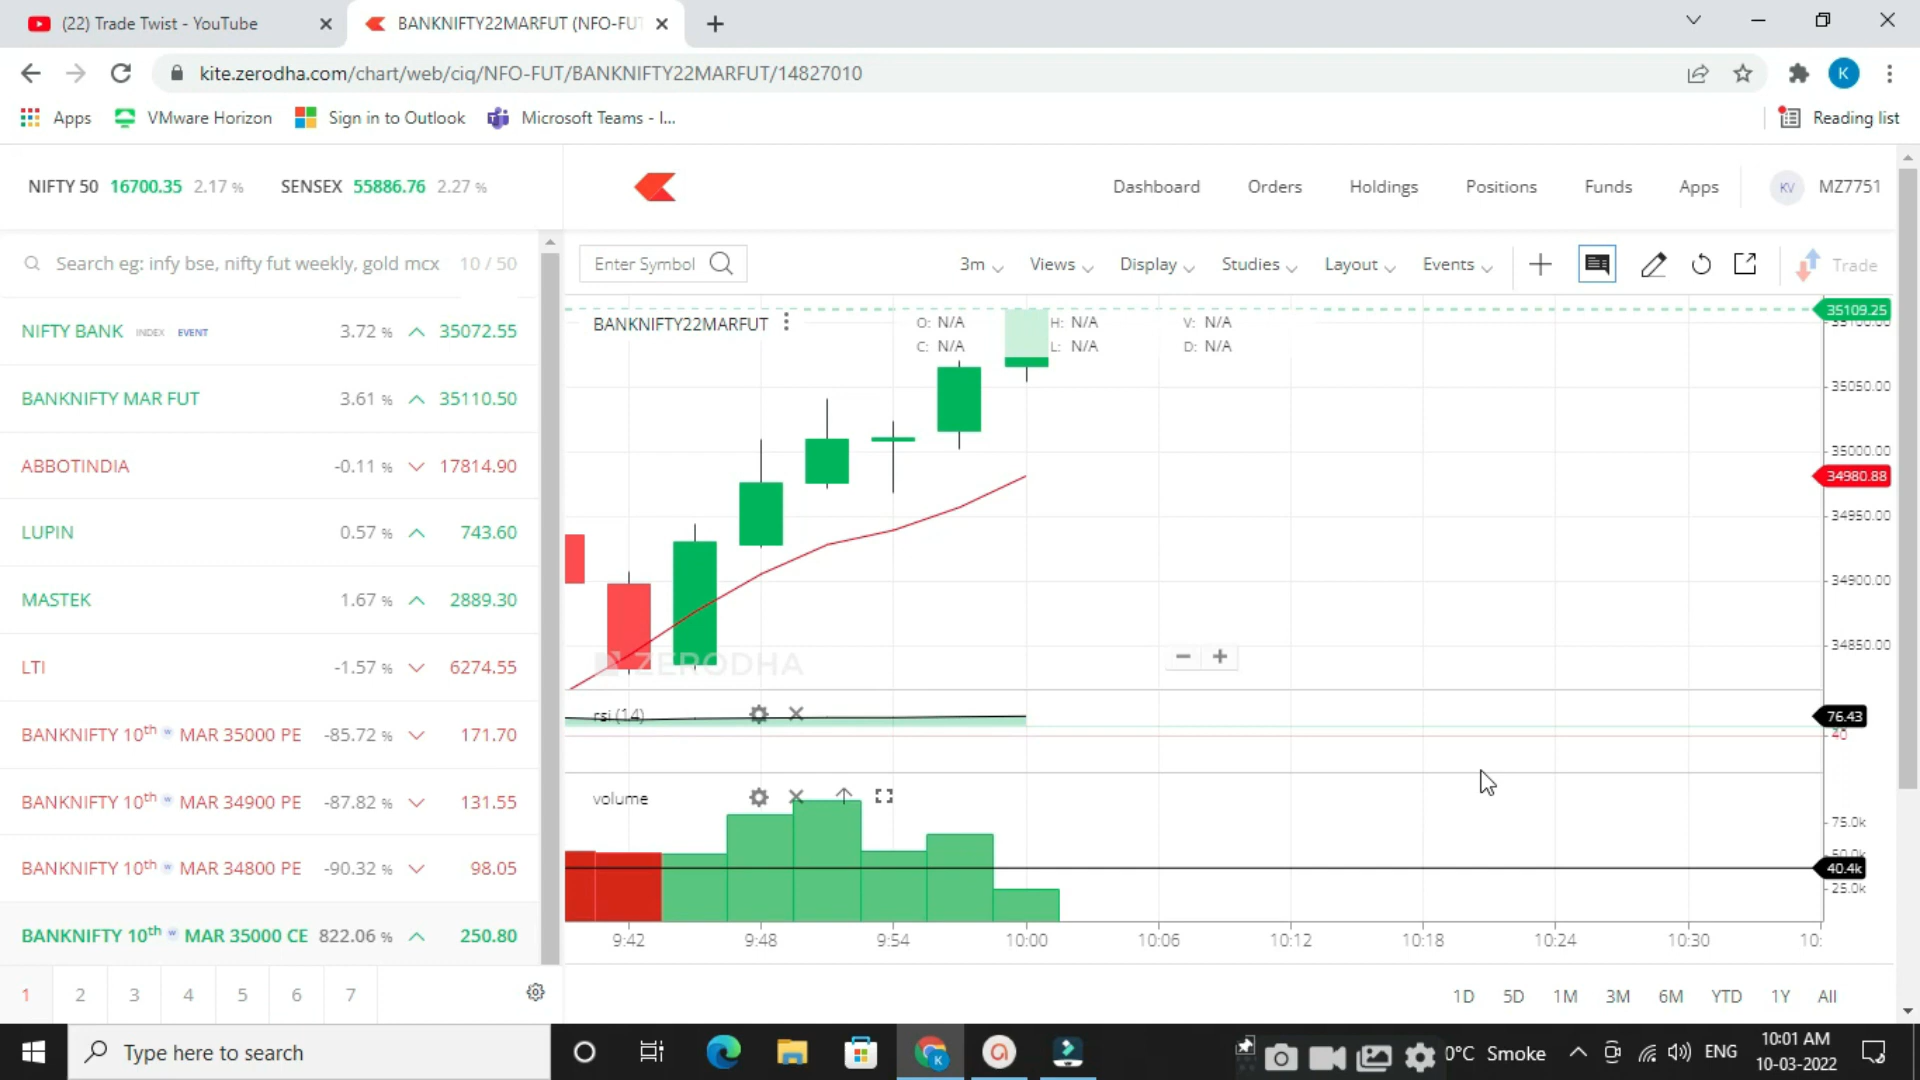 (22) Trade Twist - YouTube
BANKNIFTY22MARFUT (NFO-FU
kite.zerodha.com/chart/web/ciq/NFO-FUT/BANKNIFTY22MARFUT/14827010
K
Apps
VMware Horizon
Sign in to Outlook
Microsoft Teams - I...
Reading list
NIFTY 50 16700.35 2.17 %
SENSEX 55886.76 2.27 %
Dashboard
Orders
Holdings
Positions
Funds
Apps
KV MZ7751
Search eg: infy bse, nifty fut weekly, gold mcx 10 / 50
Enter Symbol
3m
Views
Display
Studies
Layout
Events
Trade
NIFTY BANK INDEX EVENT 3.72 % 35072.55
BANKNIFTY MAR FUT 3.61 % 35110.50
ABBOTINDIA -0.11 % 17814.90
LUPIN 0.57 % 743.60
MASTEK 1.67 % 2889.30
LTI -1.57 % 6274.55
BANKNIFTY 10th w MAR 35000 PE -85.72 % 171.70
BANKNIFTY 10th w MAR 34900 PE -87.82 % 131.55
BANKNIFTY 10th w MAR 34800 PE -90.32 % 98.05
BANKNIFTY 10th w MAR 35000 CE 822.06 % 250.80
1 2 3 4 5 6 7
BANKNIFTY22MARFUT
O: N/A H: N/A V: N/A
C: N/A L: N/A D: N/A
35109.25
35100.00
35050.00
35000.00
34980.88
34950.00
34900.00
34850.00
ZERODHA
rsi (14)
76.43
40
volume
75.0k
50.0k
40.4k
25.0k
9:42 9:48 9:54 10:00 10:06 10:12 10:18 10:24 10:30 10:
1D 5D 1M 3M 6M YTD 1Y All
Type here to search
K
0°C Smoke
ENG
10:01 AM
10-03-2022